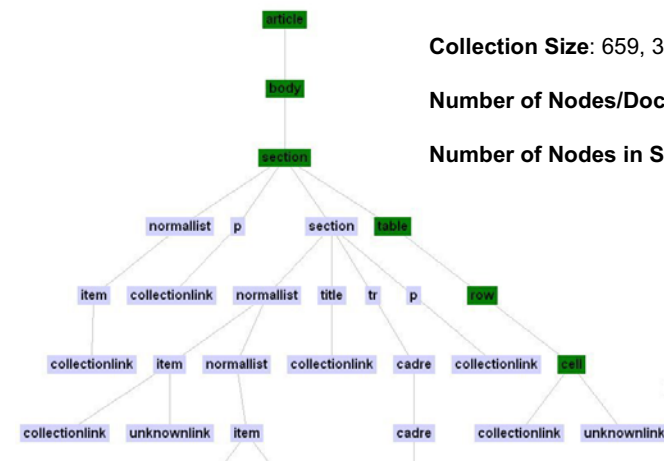 article
Collection Size: 659, 3
body
Number of Nodes/Doc
section
Number of Nodes in S
normallist p section table
item collectionlink normallist title tr p row
collectionlink item normallist collectionlink cadre collectionlink cell
collectionlink unknownlink item cadre collectionlink unknownlink